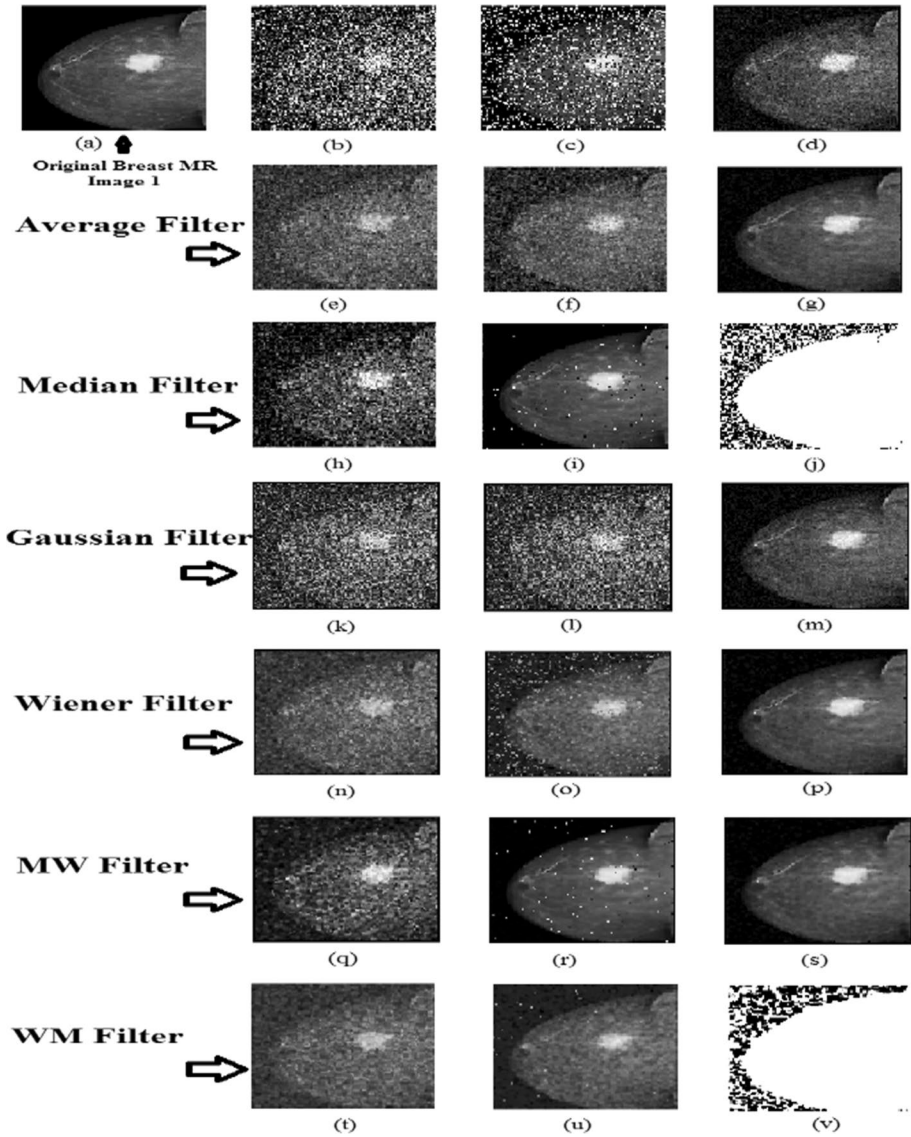 (a)
(b)
(c)
(d)
Original Breast MR
Image 1
Average Filter
(e)
(f)
(g)
Median Filter
(h)
(i)
(j)
Gaussian Filter
(k)
(l)
(m)
Wiener Filter
(n)
(o)
(p)
MW Filter
(q)
(r)
(s)
WM Filter
(t)
(u)
(v)